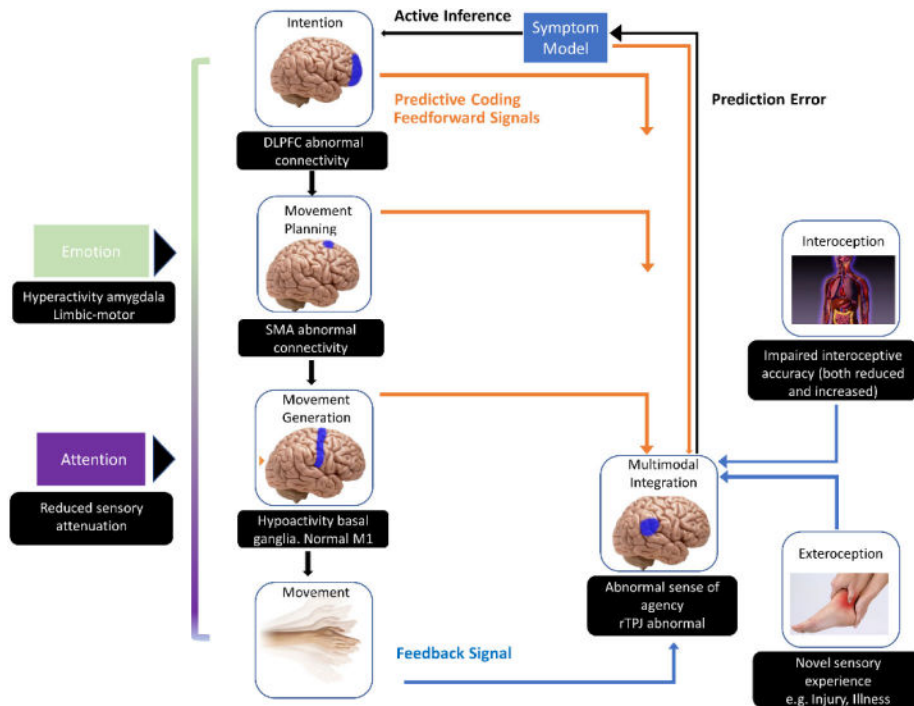 Intention
Active Inference
Symptom
Model
Predictive Coding
Feedforward Signals
Prediction Error
DLPFC abnormal
connectivity
Movement
Planning
Emotion
Hyperactivity amygdala
Limbic-motor
SMA abnormal
connectivity
Interoception
Impaired interoceptive
accuracy (both reduced
and increased)
Movement
Generation
Attention
Reduced sensory
attenuation
Hypoactivity basal
ganglia. Normal M1
Multimodal
Integration
Abnormal sense of
agency
rTPJ abnormal
Exteroception
Novel sensory
experience
e.g. Injury, Illness
Movement
Feedback Signal